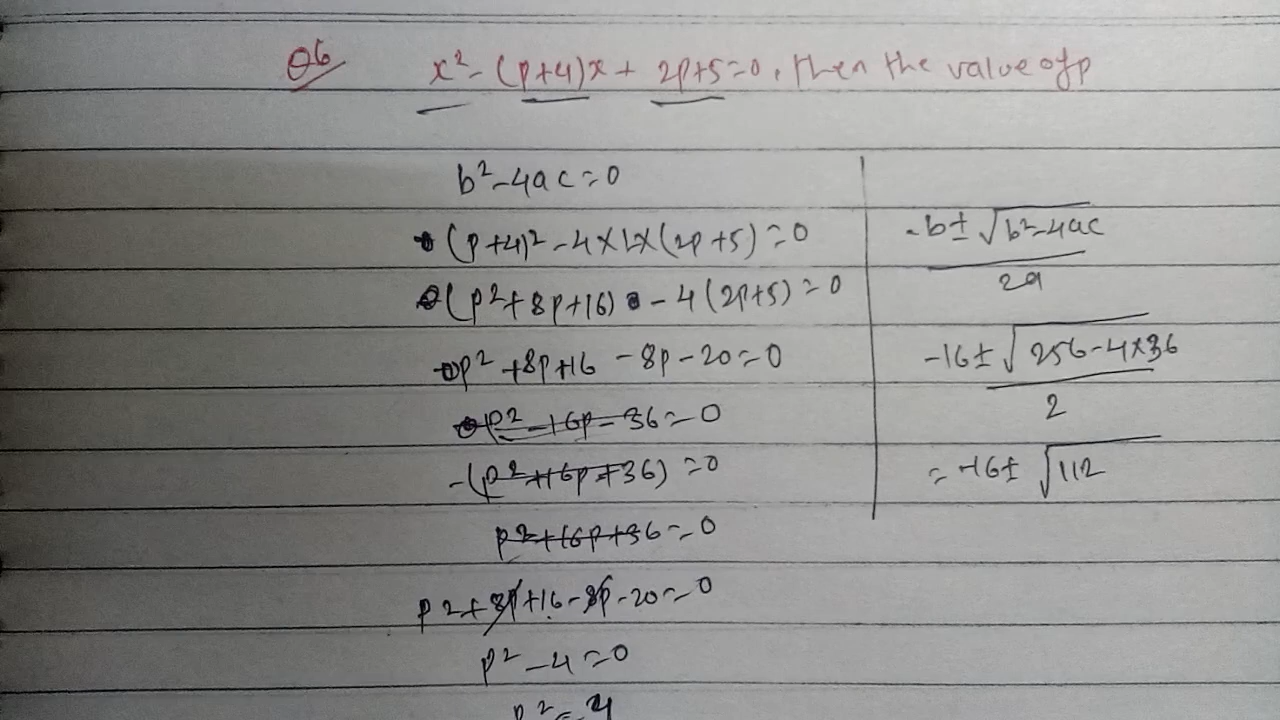 Q6 x² - (p+4)x + 2p+5=0, then the value of p
b²-4ac=0
(p+4)² - 4×1×(2p+5)=0
(p²+8p+16) - 4(2p+5)=0
p² +8p+16 -8p-20=0
p² -16p-36=0
-(p²+16p+36)=0
p²+16p+36=0
p²+8p+16-8p-20=0
p²-4=0
p²=4
-b± √b²-4ac
2a
-16± √256-4×36
2
= -16± √112